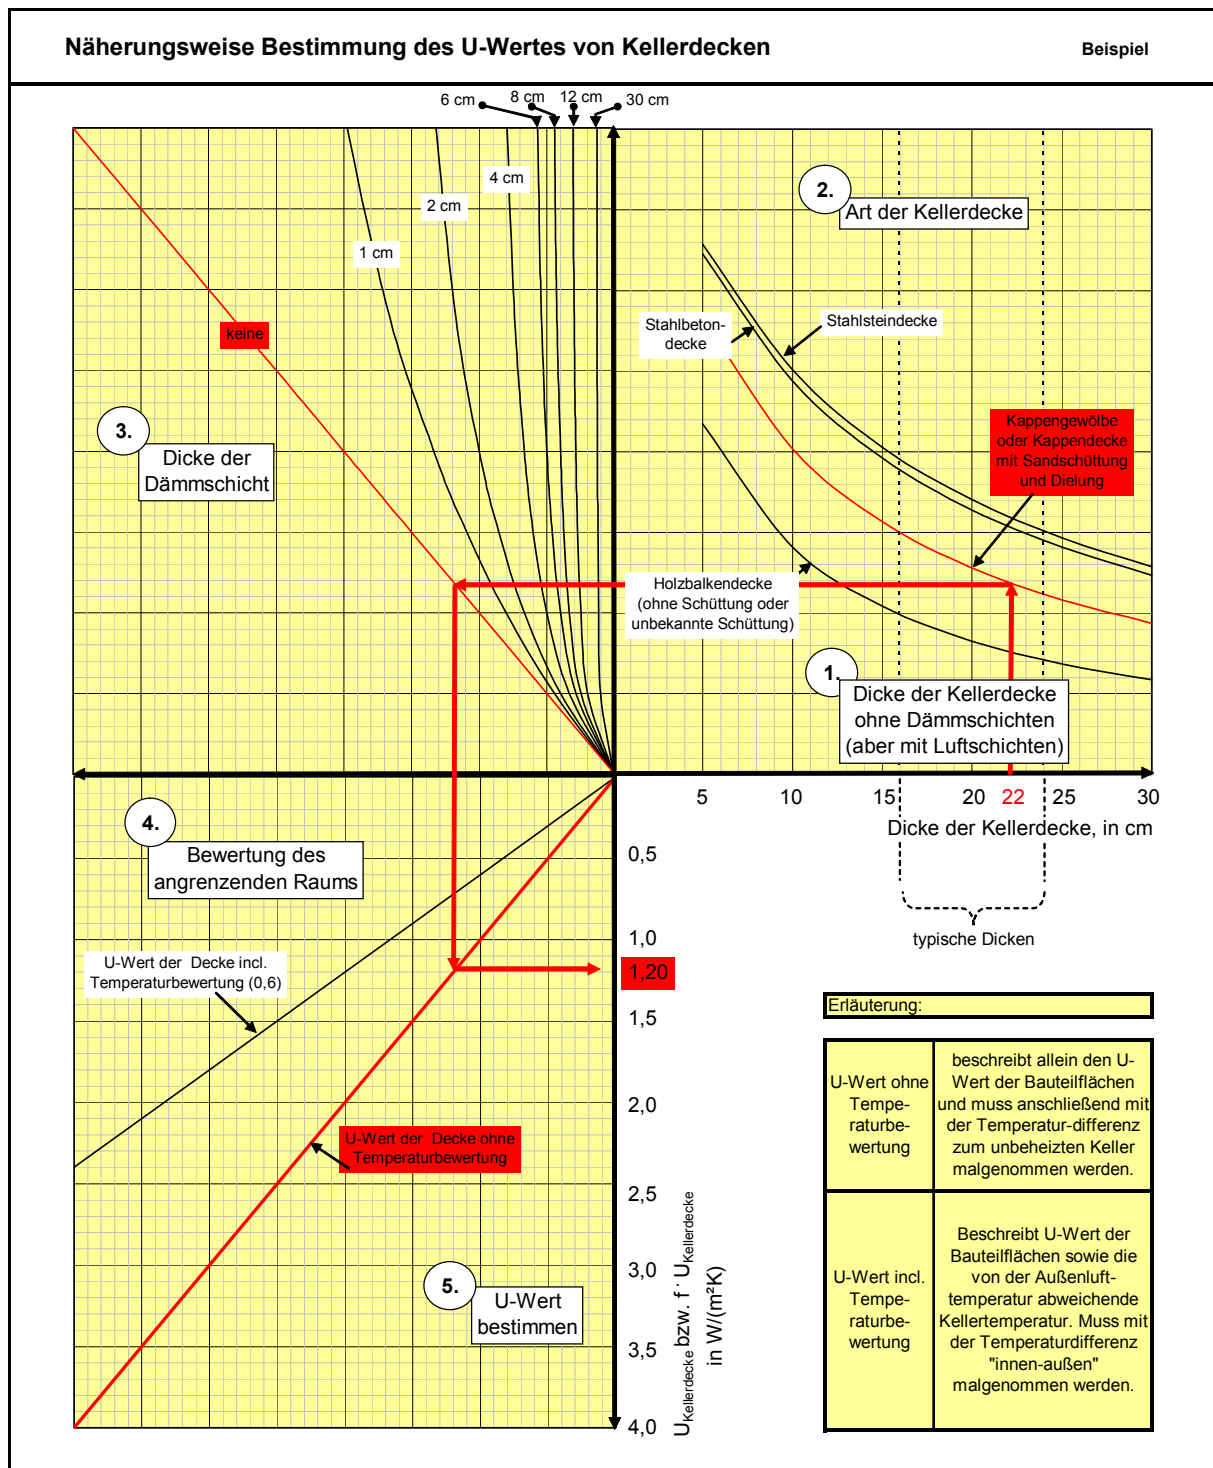 Näherungsweise Bestimmung des U-Wertes von Kellerdecken
Beispiel
6 cm
8 cm
12 cm
30 cm
4 cm
2 cm
1 cm
keine
3.
Dicke der
Dämmschicht
2.
Art der Kellerdecke
Stahlbeton-
decke
Stahlsteindecke
Kappengewölbe
oder Kappendecke
mit Sandschüttung
und Dielung
Holzbalkendecke
(ohne Schüttung oder
unbekannte Schüttung)
1.
Dicke der Kellerdecke
ohne Dämmschichten
(aber mit Luftschichten)
5
10
15
20
22
25
30
Dicke der Kellerdecke, in cm
typische Dicken
4.
Bewertung des
angrenzenden Raums
U-Wert der Decke incl.
Temperaturbewertung (0,6)
U-Wert der Decke ohne
Temperaturbewertung
5.
U-Wert
bestimmen
0,5
1,0
1,20
1,5
2,0
2,5
3,0
3,5
4,0
UKellerdecke bzw. f · UKellerdecke
in W/(m²K)
Erläuterung:
U-Wert ohne
Tempe-
raturbe-
wertung
beschreibt allein den U-
Wert der Bauteilflächen
und muss anschließend mit
der Temperatur-differenz
zum unbeheizten Keller
malgenommen werden.
U-Wert incl.
Tempe-
raturbe-
wertung
Beschreibt U-Wert der
Bauteilflächen sowie die
von der Außenluft-
temperatur abweichende
Kellertemperatur. Muss mit
der Temperaturdifferenz
"innen-außen"
malgenommen werden.